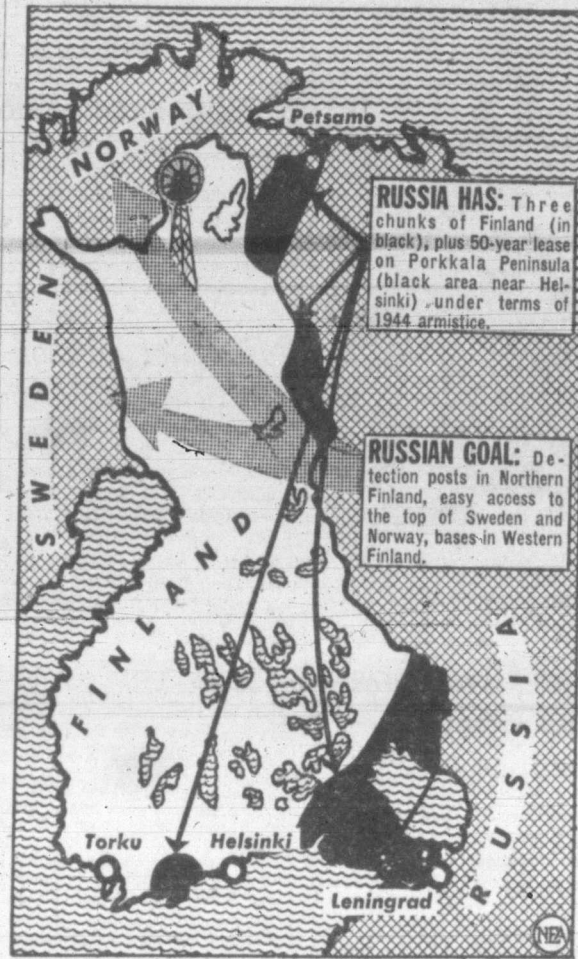 NORWAY
Petsamo
RUSSIA HAS: Three
chunks of Finland (in
black), plus 50-year lease
on Porkkala Peninsula
(black area near Hel-
sinki) under terms of
1944 armistice.
SWEDEN
RUSSIAN GOAL: De-
tection posts in Northern
Finland, easy access to
the top of Sweden and
Norway, bases in Western
Finland.
FINLAND
RUSSIA
Torku
Helsinki
Leningrad
NEA